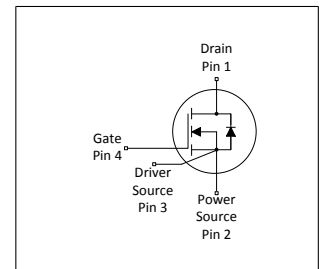 Drain
Pin 1
Gate
Pin 4
Driver
Source
Pin 3
Power
Source
Pin 2